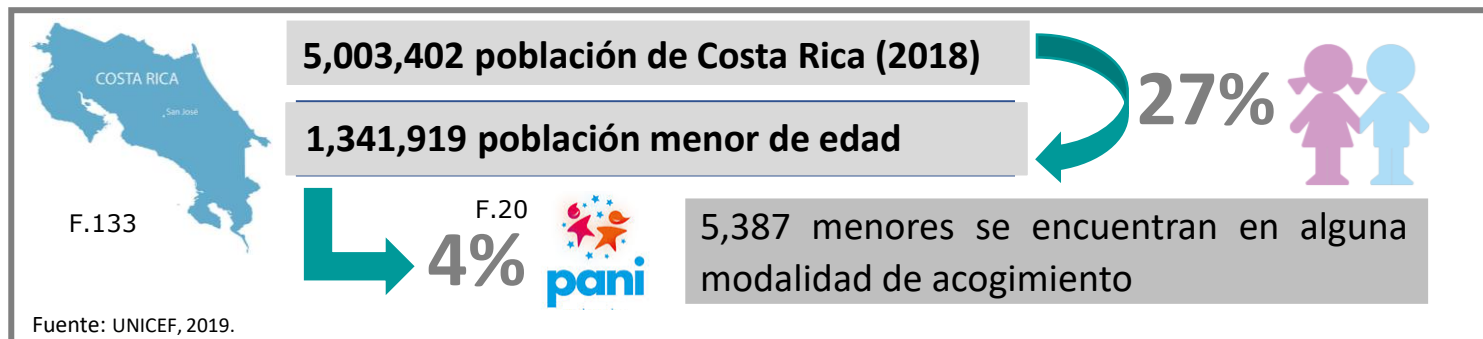 5,003,402 población de Costa Rica (2018)
COSTA RICA
San José
27%
1,341,919 población menor de edad
F.133
F.20
4%
pani
5,387 menores se encuentran en alguna
modalidad de acogimiento
Fuente: UNICEF, 2019.